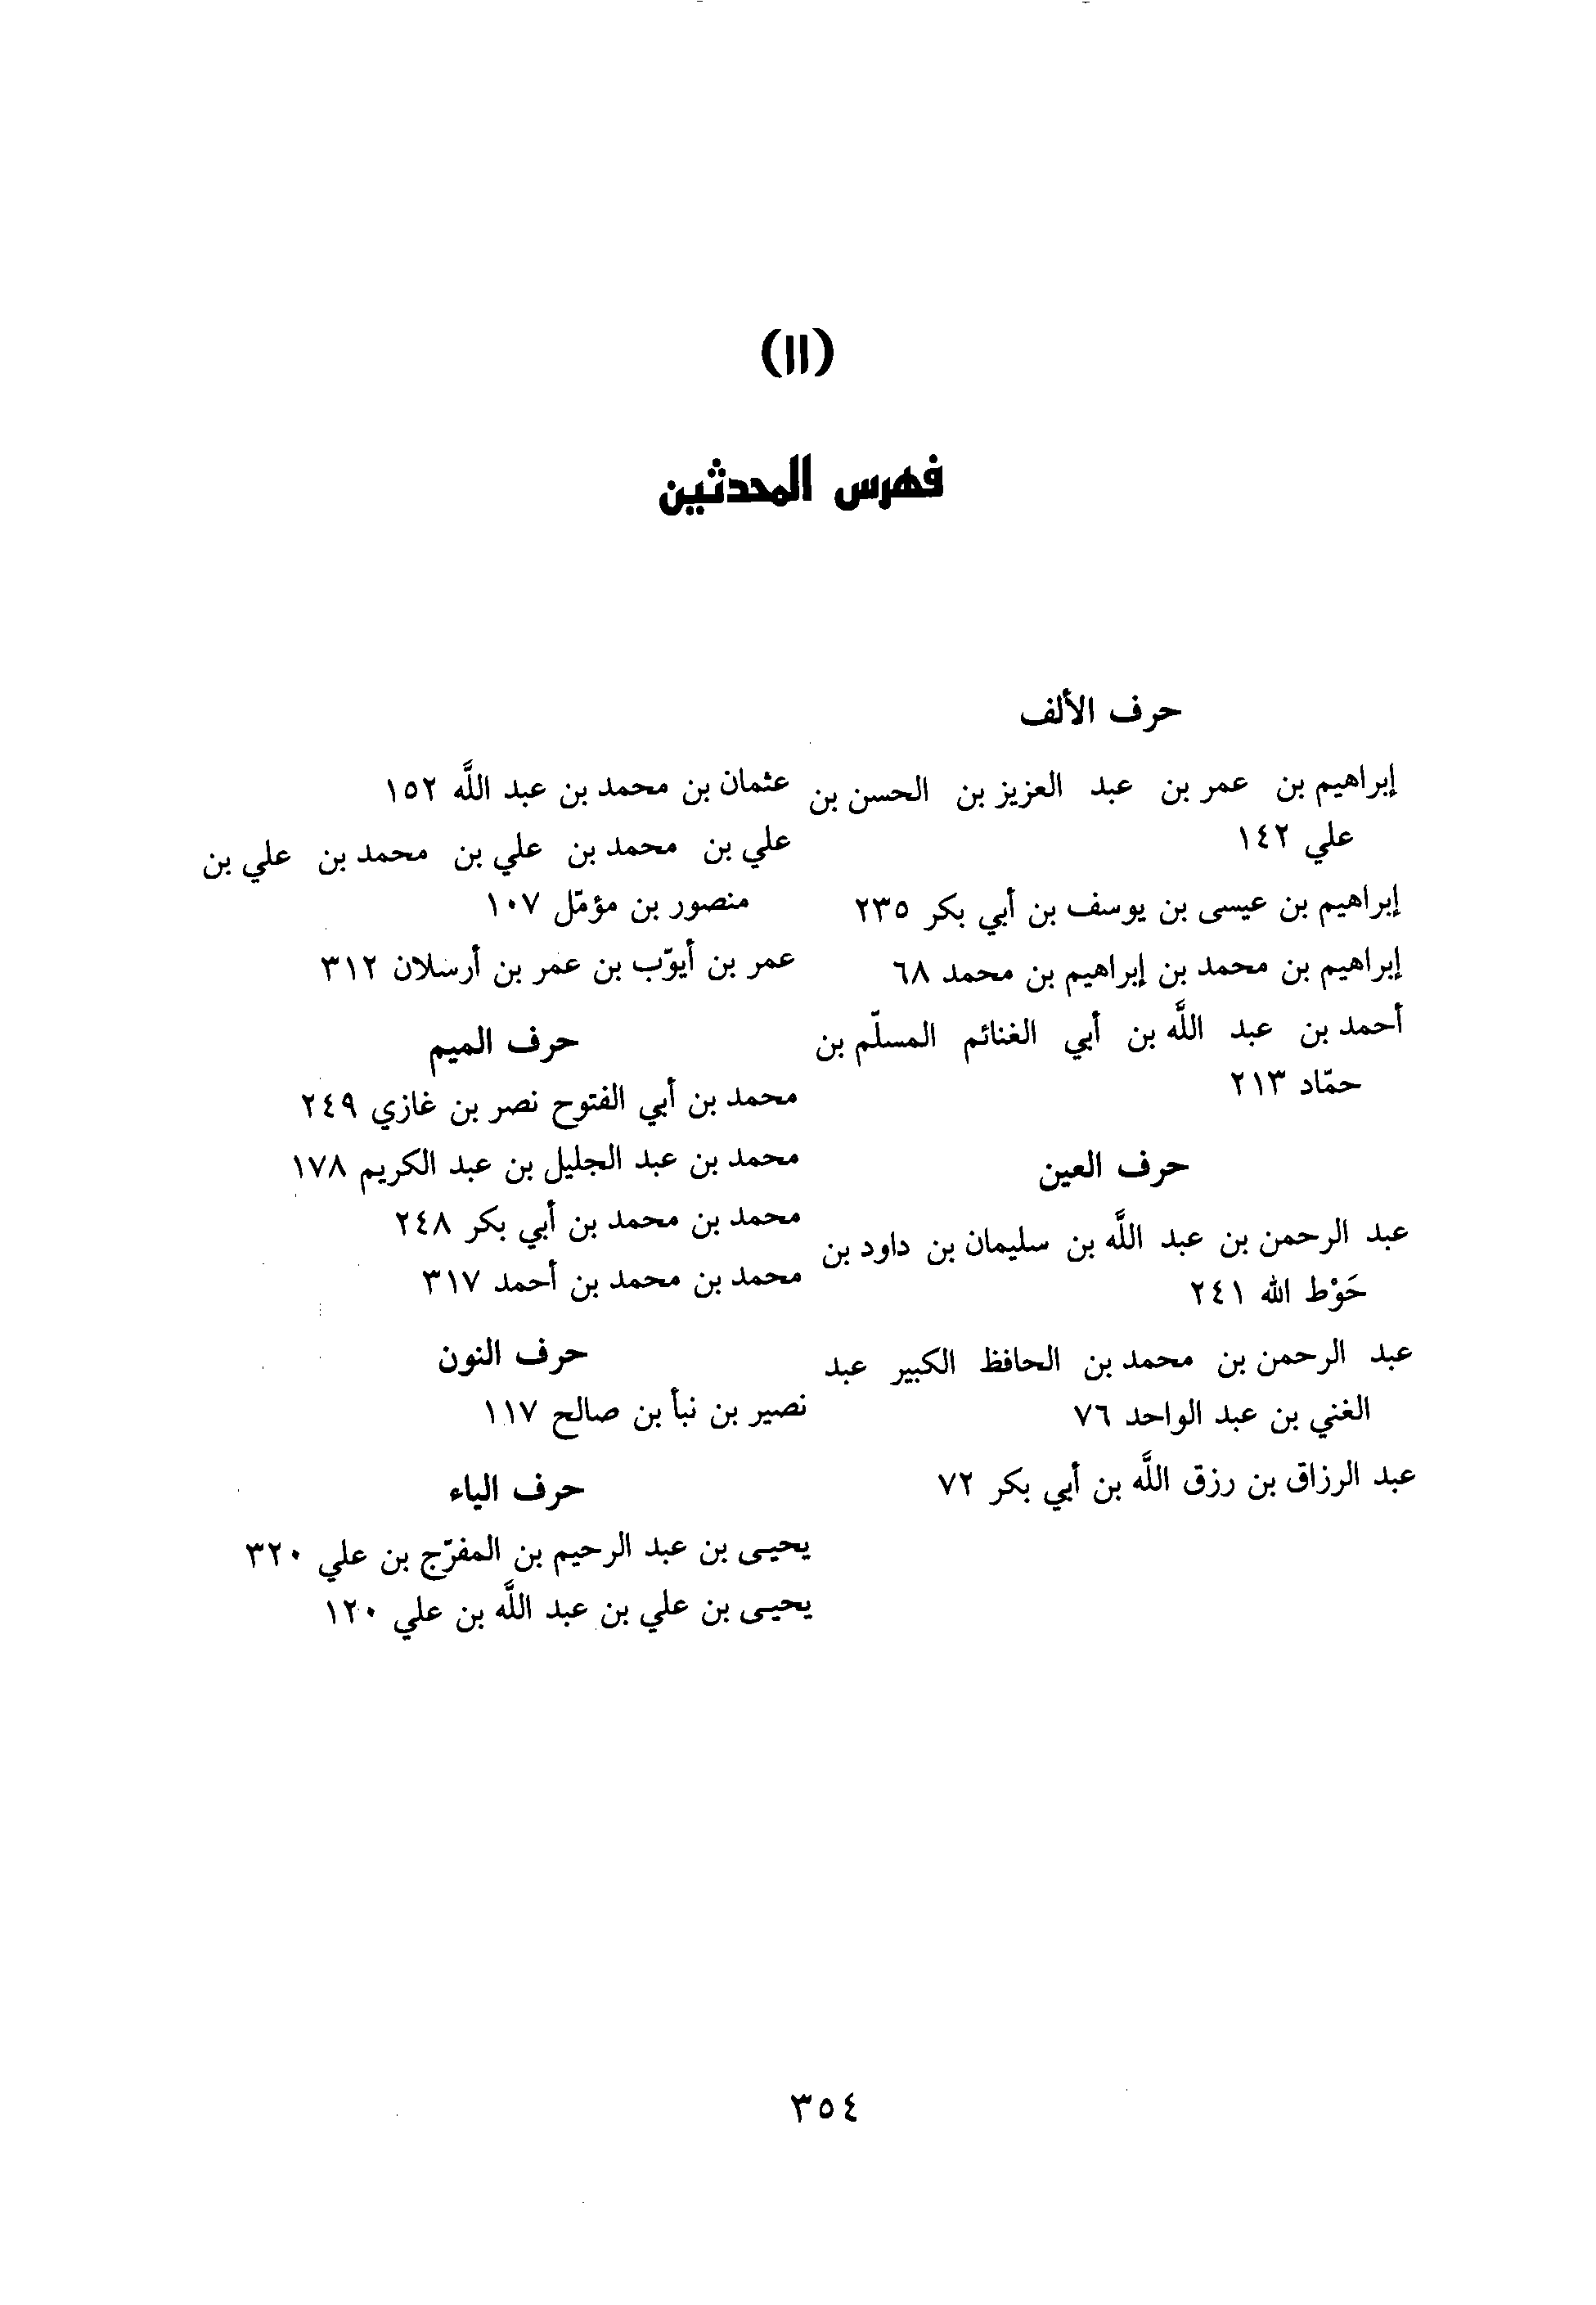 (١١)
فهرس المحدثين
حرف الألف
إبراهيم بن عمر بن عبد العزيز بن الحسن بن
علي ١٤٢
إبراهيم بن عيسى بن يوسف بن أبي بكر ٢٣٥
إبراهيم بن محمد بن إبراهيم بن محمد ٦٨
أحمد بن عبد اللَّه بن أبي الغنائم المسلّم بن
حمّاد ٢١٣
حرف العين
عبد الرحمن بن عبد اللَّه بن سليمان بن داود بن
حَوْط الله ٢٤١
عبد الرحمن بن محمد بن الحافظ الكبير عبد
الغني بن عبد الواحد ٧٦
عبد الرزاق بن رزق اللَّه بن أبي بكر ٧٢
عثمان بن محمد بن عبد اللَّه ١٥٢
علي بن محمد بن علي بن محمد بن علي بن
منصور بن مؤمّل ١٠٧
عمر بن أيوّب بن عمر بن أرسلان ٣١٢
حرف الميم
محمد بن أبي الفتوح نصر بن غازي ٢٤٩
محمد بن عبد الجليل بن عبد الكريم ١٧٨
محمد بن محمد بن أبي بكر ٢٤٨
محمد بن محمد بن أحمد ٣١٧
حرف النون
نصير بن نبأ بن صالح ١١٧
حرف الياء
يحيى بن عبد الرحيم بن المفرّج بن علي ٣٢٠
يحيى بن علي بن عبد اللَّه بن علي ١٢٠
٣٥٤